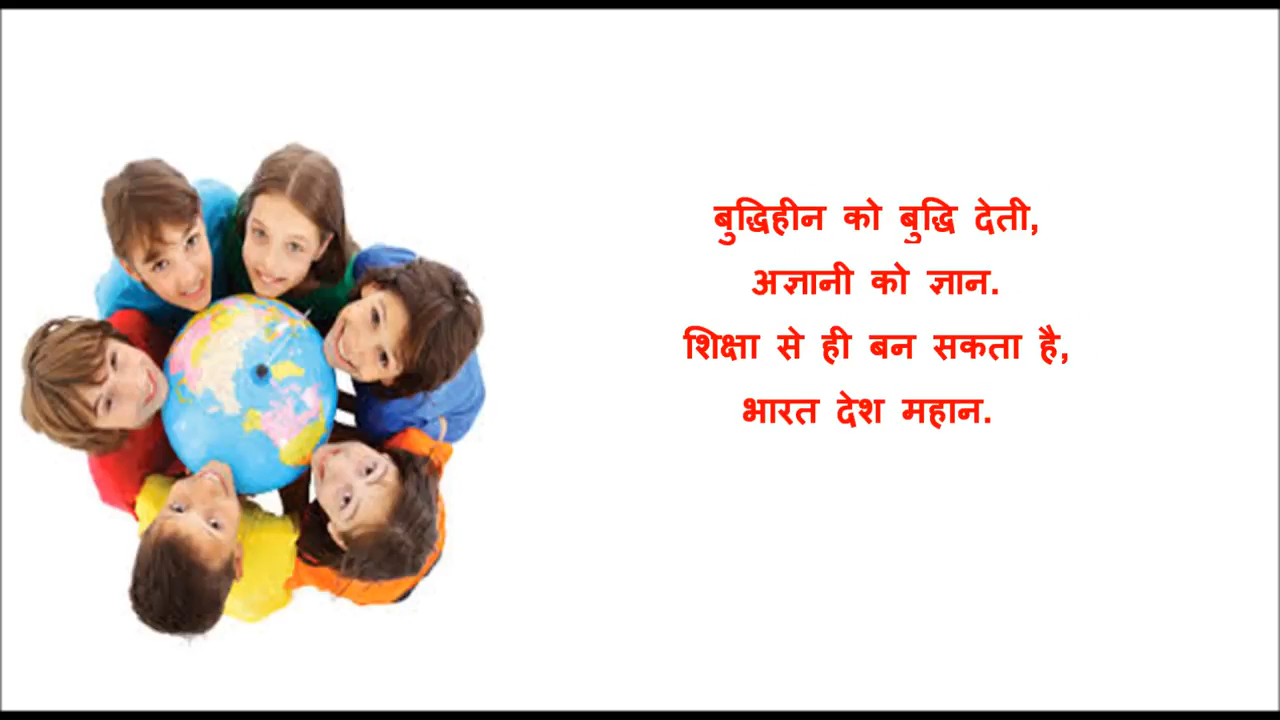 बुद्धिहीन को बुद्धि देती,
अज्ञानी को ज्ञान.
शिक्षा से ही बन सकता है,
भारत देश महान.